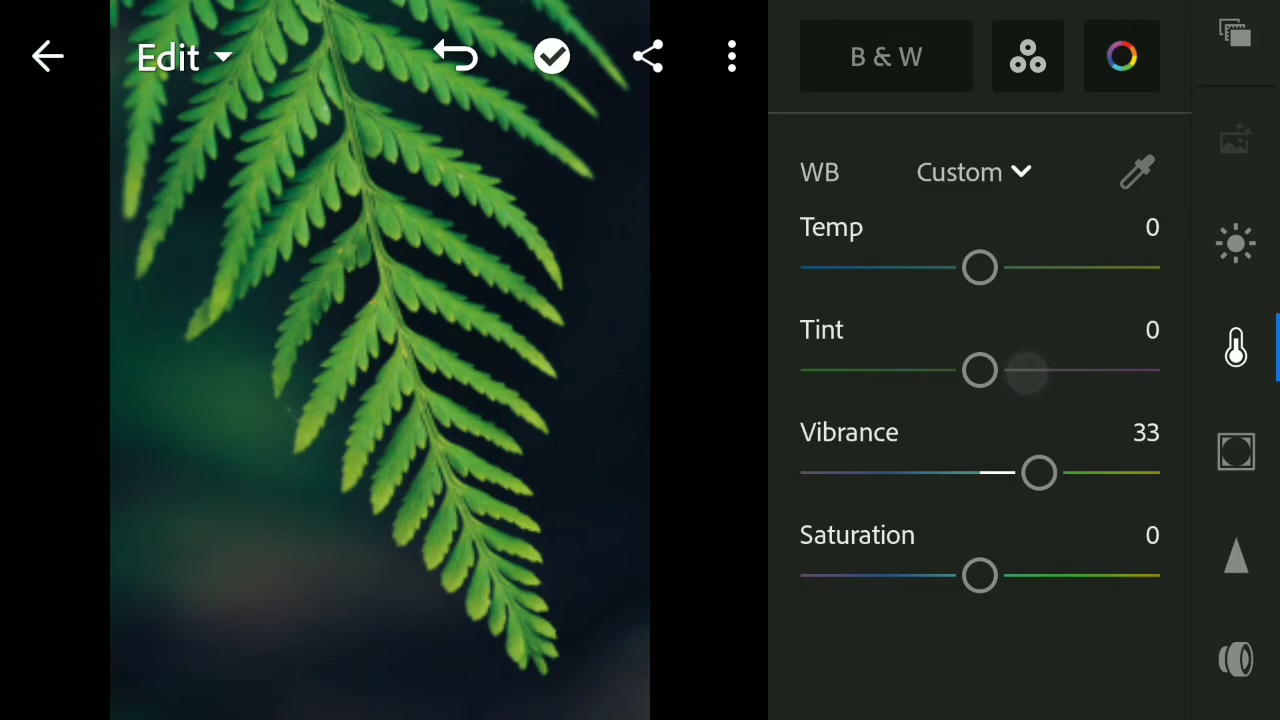 Edit
B & W
WB Custom
Temp 0
Tint 0
Vibrance 33
Saturation 0